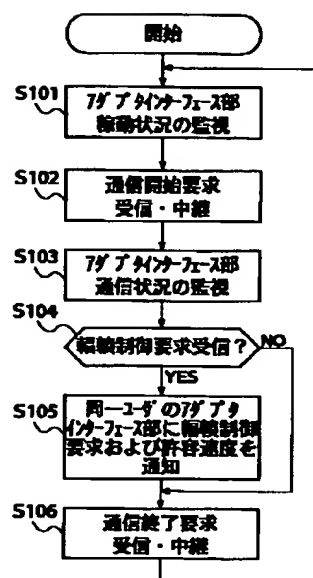 開始
S101
アダプタインターフェース部
稼動状況の監視
S102
通信開始要求
受信・中継
S103
アダプタインターフェース部
通信状況の監視
S104
輻輳制御要求受信？
NO
YES
S105
同一ユーザのアダプタ
インターフェース部に輻輳制御
要求および許容速度を
通知
S106
通信終了要求
受信・中継